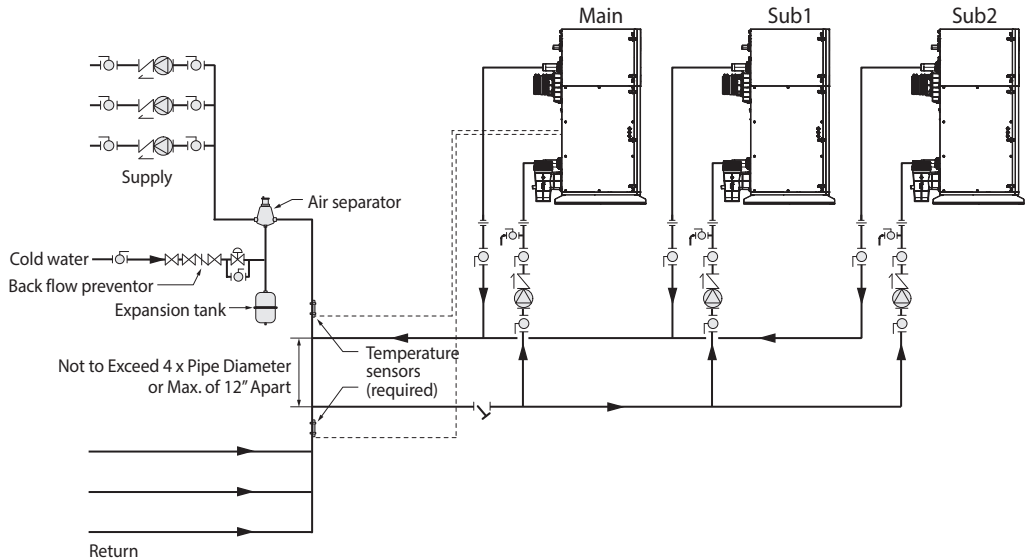 Main
Sub1
Sub2
Supply
Air separator
Cold water
Back flow preventor
Expansion tank
Temperature
sensors
(required)
Not to Exceed 4 x Pipe Diameter
or Max. of 12″ Apart
Return